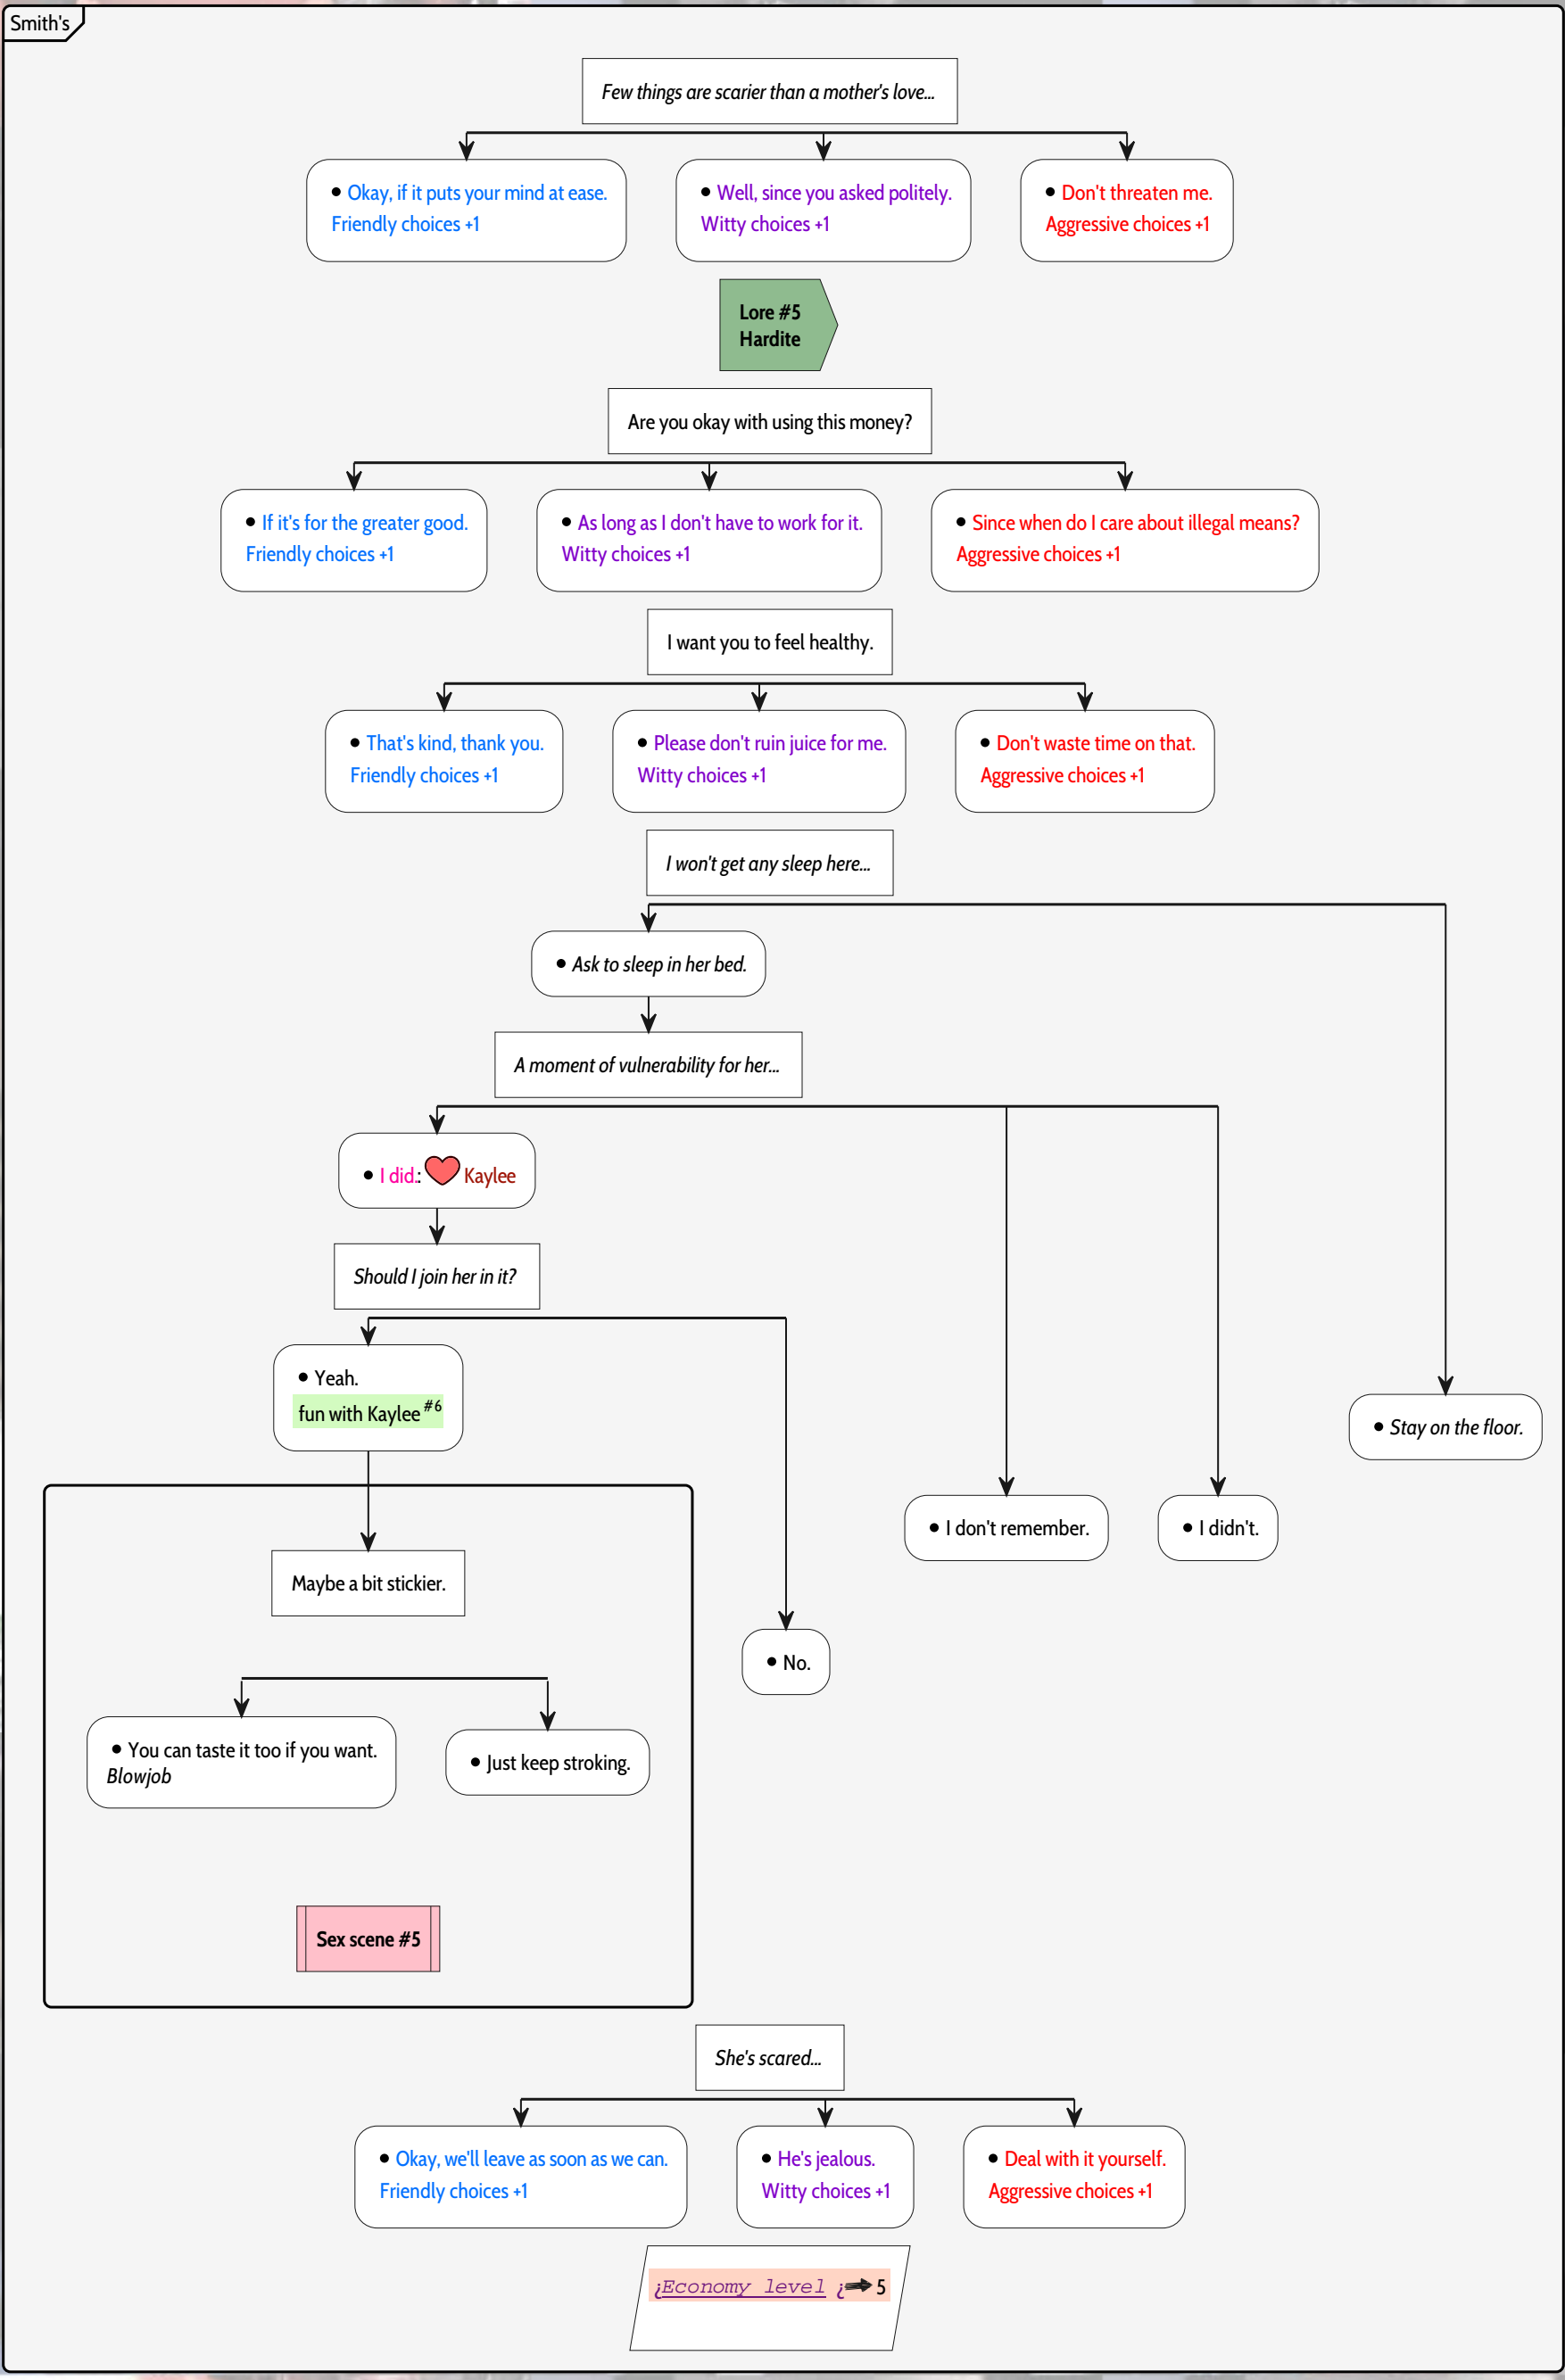 Smith's
Few things are scarier than a mother's love...
• Okay, if it puts your mind at ease.
Friendly choices +1
• Well, since you asked politely.
Witty choices +1
• Don't threaten me.
Aggressive choices +1
Lore #5
Hardite
Are you okay with using this money?
• If it's for the greater good.
Friendly choices +1
• As long as I don't have to work for it.
Witty choices +1
• Since when do I care about illegal means?
Aggressive choices +1
I want you to feel healthy.
• That's kind, thank you.
Friendly choices +1
• Please don't ruin juice for me.
Witty choices +1
• Don't waste time on that.
Aggressive choices +1
I won't get any sleep here...
• Ask to sleep in her bed.
A moment of vulnerability for her...
• I did.: Kaylee
Should I join her in it?
• Yeah.
fun with Kaylee #6
• Stay on the floor.
• I don't remember.
• I didn't.
Maybe a bit stickier.
• No.
• You can taste it too if you want.
Blowjob
• Just keep stroking.
Sex scene #5
She's scared...
• Okay, we'll leave as soon as we can.
Friendly choices +1
• He's jealous.
Witty choices +1
• Deal with it yourself.
Aggressive choices +1
¿Economy level ¿ 5